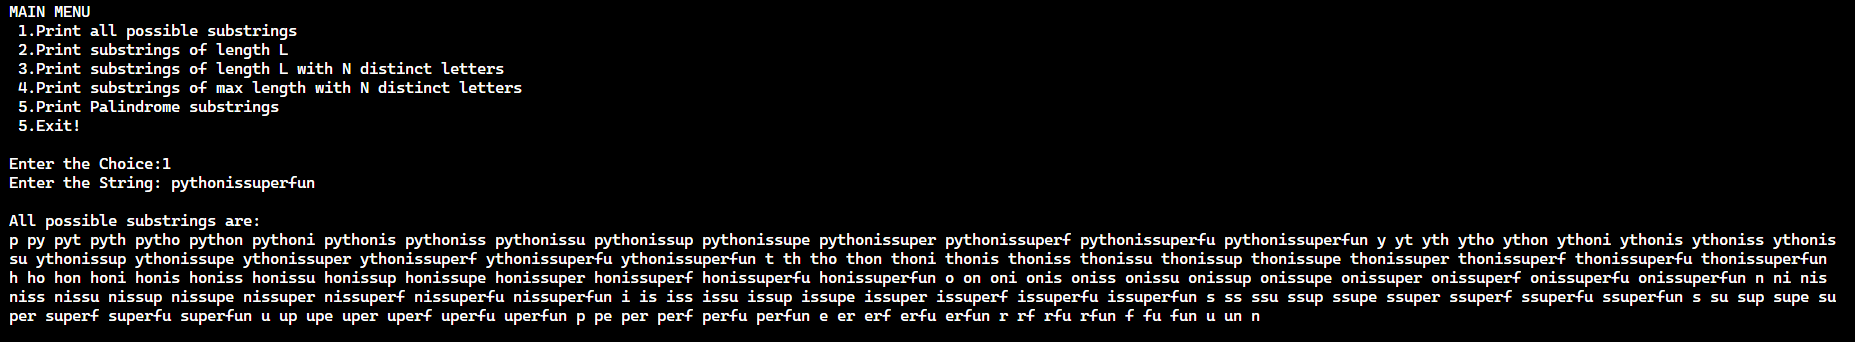 MAIN MENU
 1.Print all possible substrings
 2.Print substrings of length L
 3.Print substrings of length L with N distinct letters
 4.Print substrings of max length with N distinct letters
 5.Print Palindrome substrings
 5.Exit!

Enter the Choice:1
Enter the String: pythonissuperfun

All possible substrings are:
p py pyt pyth pytho python pythoni pythonis pythoniss pythonissu pythonissup pythonissupe pythonissuper pythonissuperf pythonissuperfu pythonissuperfun y yt yth ytho ython ythoni ythonis ythoniss ythonis
su ythonissup ythonissupe ythonissuper ythonissuperf ythonissuperfu ythonissuperfun t th tho thon thoni thonis thoniss thonissu thonissup thonissupe thonissuper thonissuperf thonissuperfu thonissuperfun
h ho hon honi honis honiss honissu honissup honissupe honissuper honissuperf honissuperfu honissuperfun o on oni onis oniss onissu onissup onissupe onissuper onissuperf onissuperfu onissuperfun n ni nis
niss nissu nissup nissupe nissuper nissuperf nissuperfu nissuperfun i is iss issu issup issupe issuper issuperf issuperfu issuperfun s ss ssu ssup ssupe ssuper ssuperf ssuperfu ssuperfun s su sup supe su
per superf superfu superfun u up upe uper uperf uperfu uperfun p pe per perf perfu perfun e er erf erfu erfun r rf rfu rfun f fu fun u un n